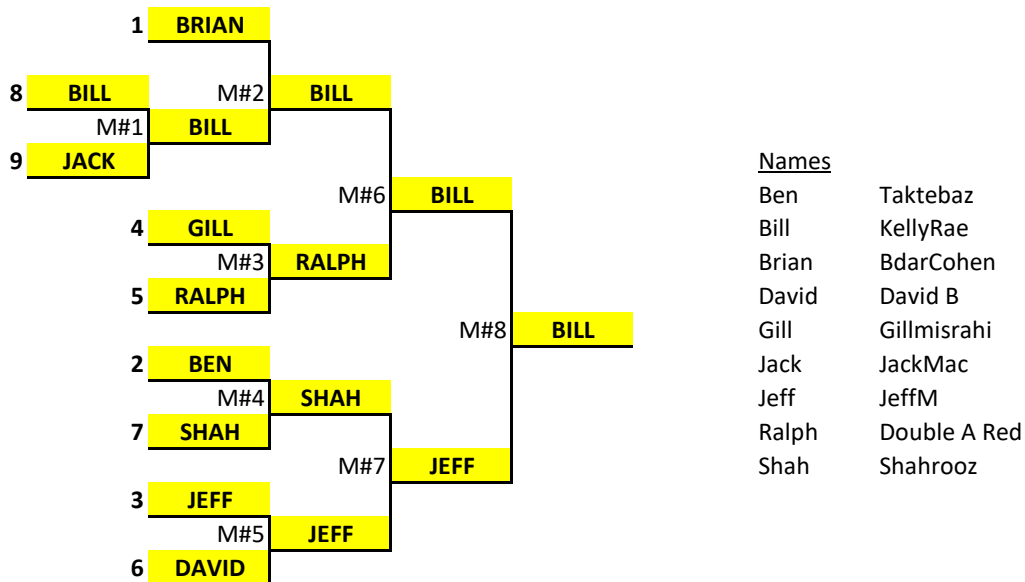 1 BRIAN
8 BILL M#2 BILL
M#1 BILL
9 JACK Names
M#6 BILL Ben Taktebaz
4 GILL Bill KellyRae
M#3 RALPH Brian BdarCohen
5 RALPH David David B
M#8 BILL Gill Gillmisrahi
2 BEN Jack JackMac
M#4 SHAH Jeff JeffM
7 SHAH Ralph Double A Red
M#7 JEFF Shah Shahrooz
3 JEFF
M#5 JEFF
6 DAVID